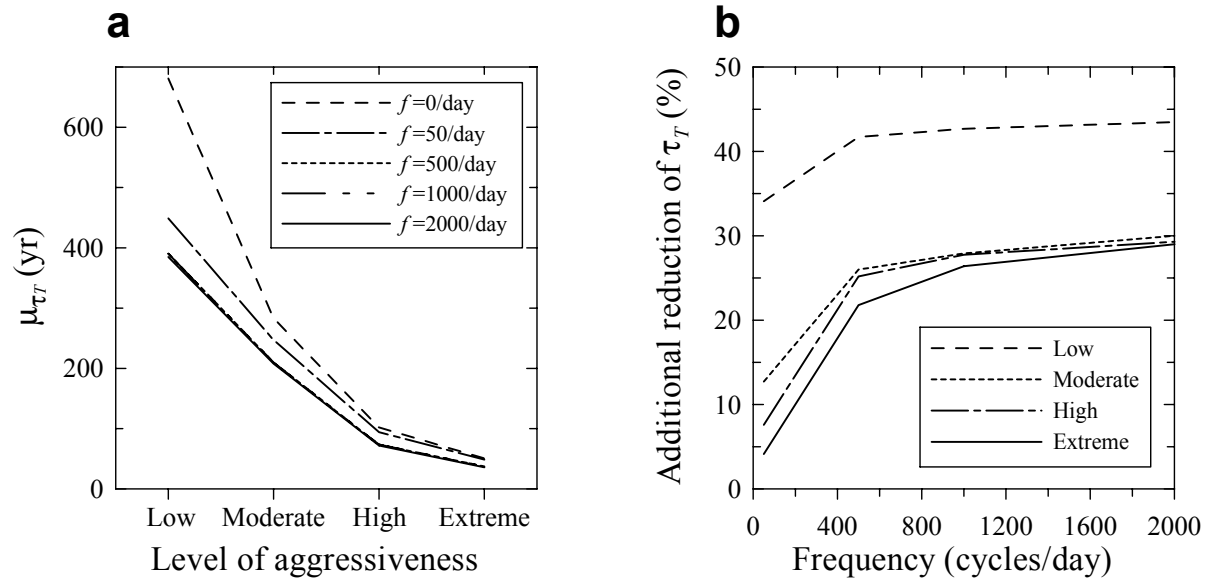 a
μτT (yr)
600
400
200
0
f=0/day
f=50/day
f=500/day
f=1000/day
f=2000/day
Low Moderate High Extreme
Level of aggressiveness
b
Additional reduction of τT (%)
50
40
30
20
10
0
Low
Moderate
High
Extreme
0 400 800 1200 1600 2000
Frequency (cycles/day)